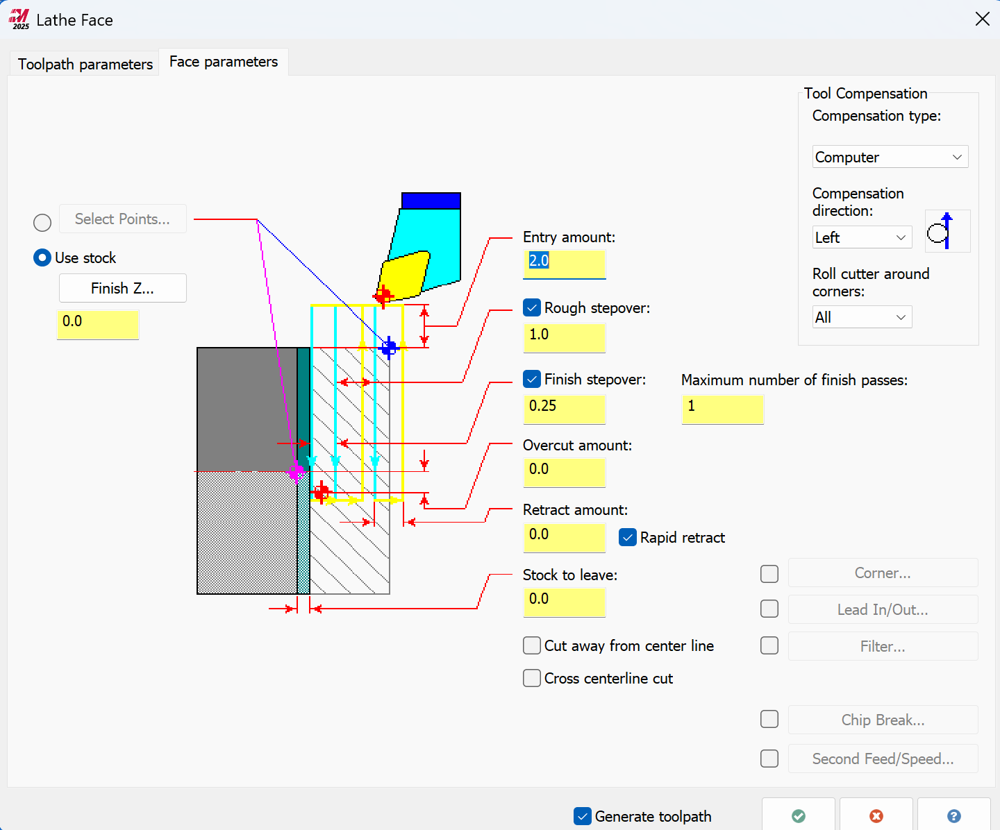 2025 Lathe Face
Toolpath parameters
Face parameters
Tool Compensation
Compensation type:
Computer
Compensation
direction:
Left
Roll cutter around
corners:
All
Select Points...
Use stock
Finish Z...
0.0
Entry amount:
2.0
Rough stepover:
1.0
Finish stepover:
0.25
Maximum number of finish passes:
1
Overcut amount:
0.0
Retract amount:
0.0
Rapid retract
Stock to leave:
0.0
Cut away from center line
Cross centerline cut
Corner...
Lead In/Out...
Filter...
Chip Break...
Second Feed/Speed...
Generate toolpath